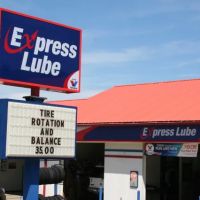 Express
Lube
TIRE
ROTATION
AND
BALANCE
35.00
Express Lube